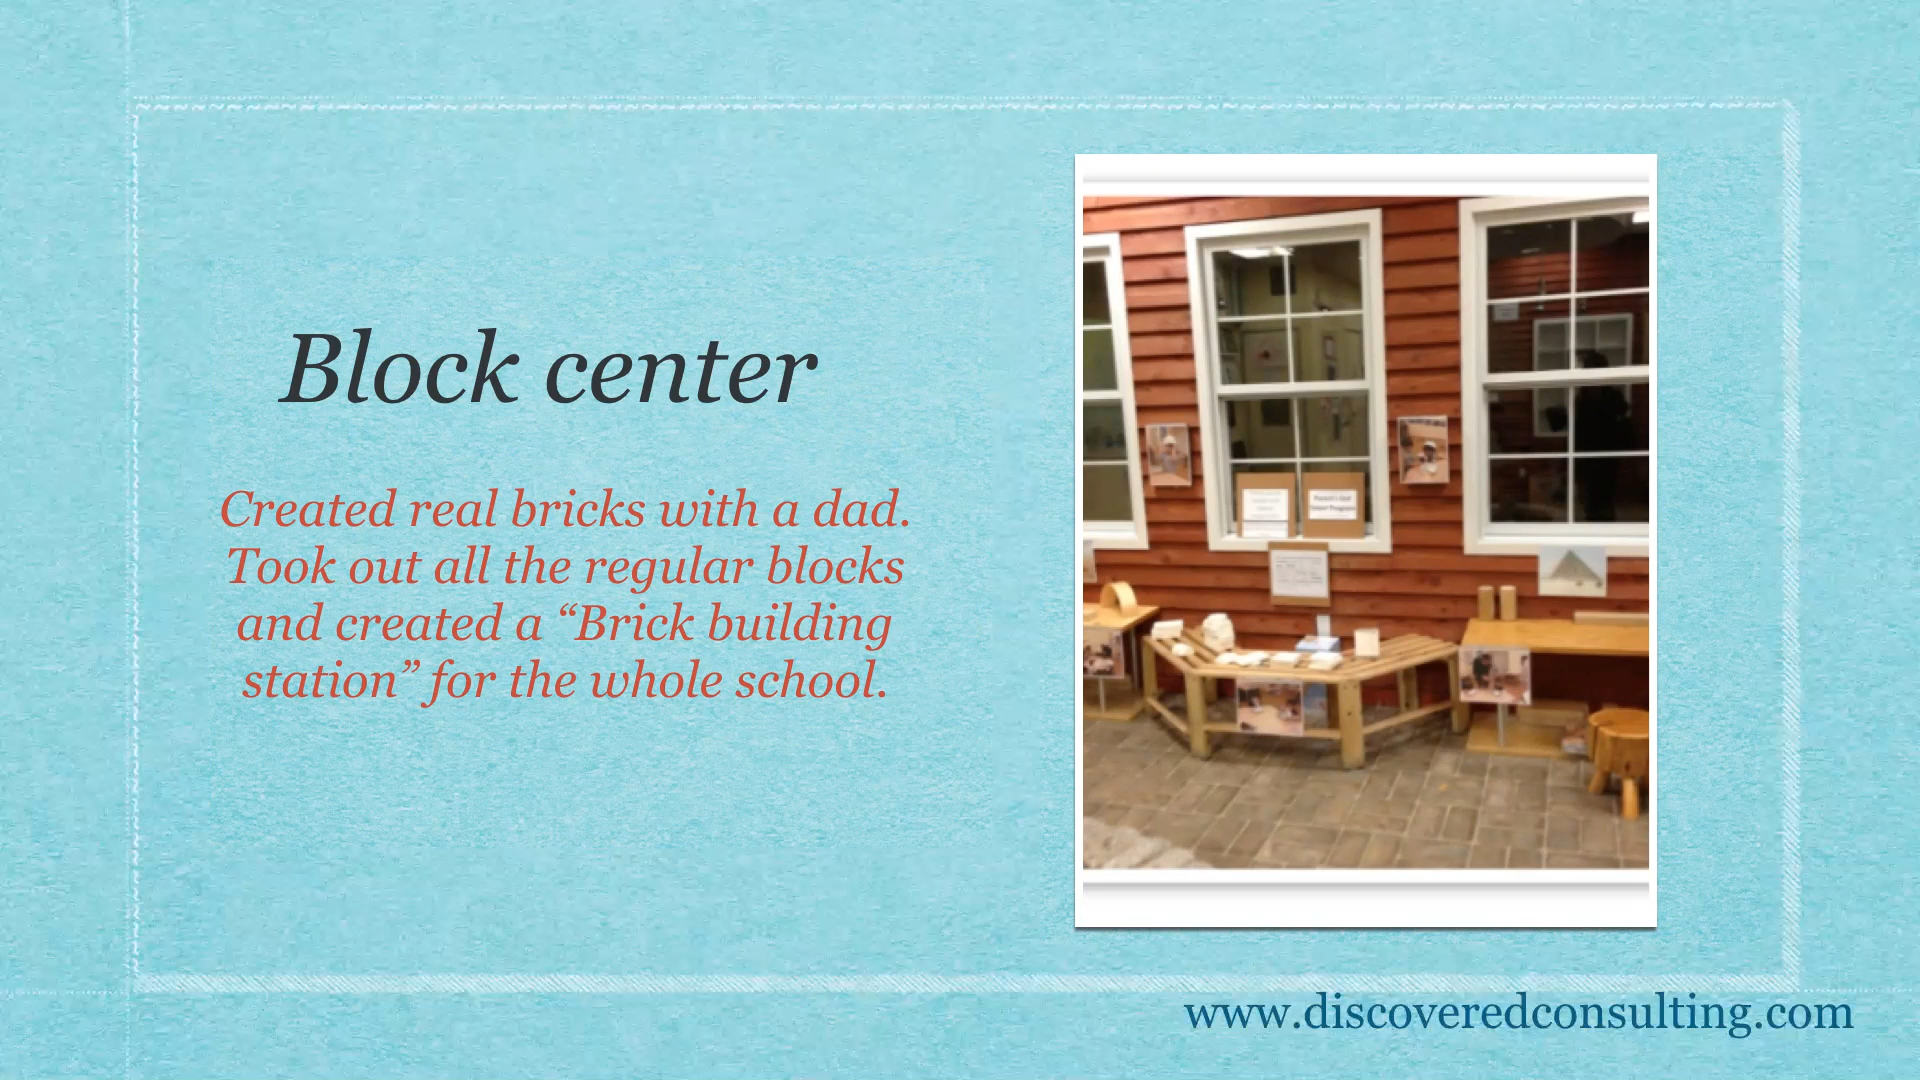 Block center
Created real bricks with a dad.
Took out all the regular blocks
and created a “Brick building
station” for the whole school.
www.discoveredconsulting.com